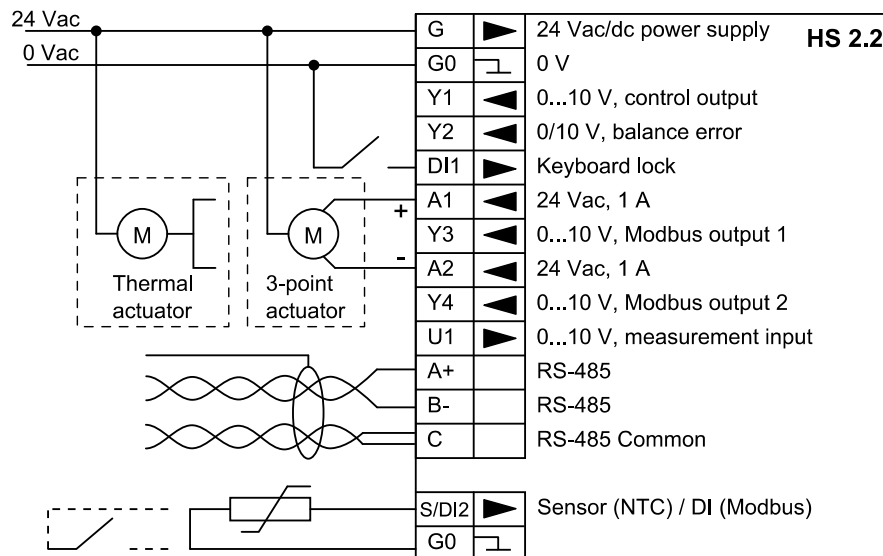 24 Vac
0 Vac
HS 2.2
G 24 Vac/dc power supply
G0 0 V
Y1 0...10 V, control output
Y2 0/10 V, balance error
DI1 Keyboard lock
A1 24 Vac, 1 A
Y3 0...10 V, Modbus output 1
A2 24 Vac, 1 A
Y4 0...10 V, Modbus output 2
U1 0...10 V, measurement input
A+ RS-485
B- RS-485
C RS-485 Common
S/DI2 Sensor (NTC) / DI (Modbus)
G0
M
Thermal
actuator
M
+
-
3-point
actuator